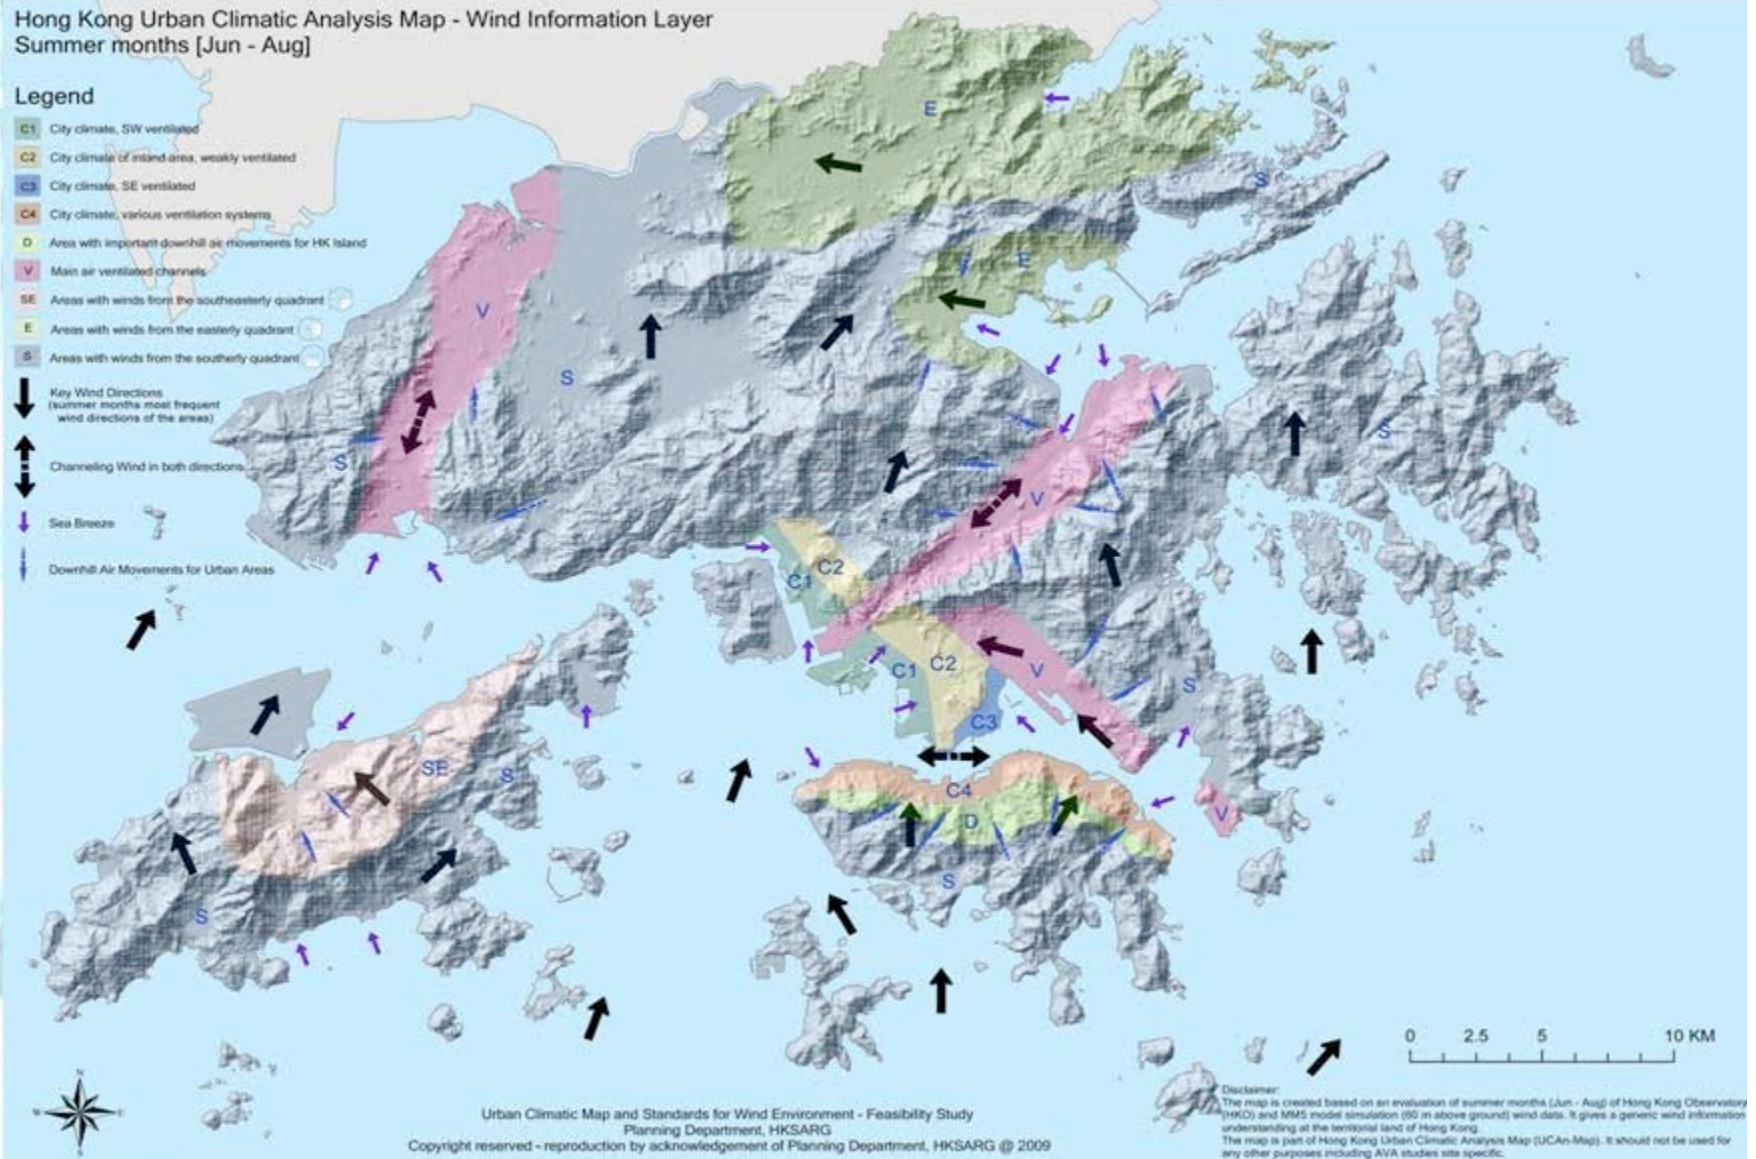 Hong Kong Urban Climatic Analysis Map - Wind Information Layer
Summer months [Jun - Aug]
Legend
C1 City climate, SW ventilated
C2 City climate of inland area, weakly ventilated
C3 City climate, SE ventilated
C4 City climate, various ventilation systems
D Area with important downhill air movements for HK Island
V Main air ventilated channels
SE Areas with winds from the southeasterly quadrant
E Areas with winds from the easterly quadrant
S Areas with winds from the southerly quadrant
Key Wind Directions
(summer months most frequent
wind directions of the areas)
Channeling Wind in both directions
Sea Breeze
Downhill Air Movements for Urban Areas
E
S
E
V
S
S
S
V
C2
C1
C2
C1
V
S
C3
SE
S
C4
V
D
S
S
0 2.5 5 10 KM
N
W E
S
Urban Climatic Map and Standards for Wind Environment - Feasibility Study
Planning Department, HKSARG
Copyright reserved - reproduction by acknowledgement of Planning Department, HKSARG @ 2009
Disclaimer:
The map is created based on an evaluation of summer months (Jun - Aug) of Hong Kong Observatory
(HKO) and MM5 model simulation (60 m above ground) wind data. It gives a generic wind information
understanding at the territorial land of Hong Kong.
The map is part of Hong Kong Urban Climatic Analysis Map (UCAn-Map). It should not be used for
any other purposes including AVA studies site specific.